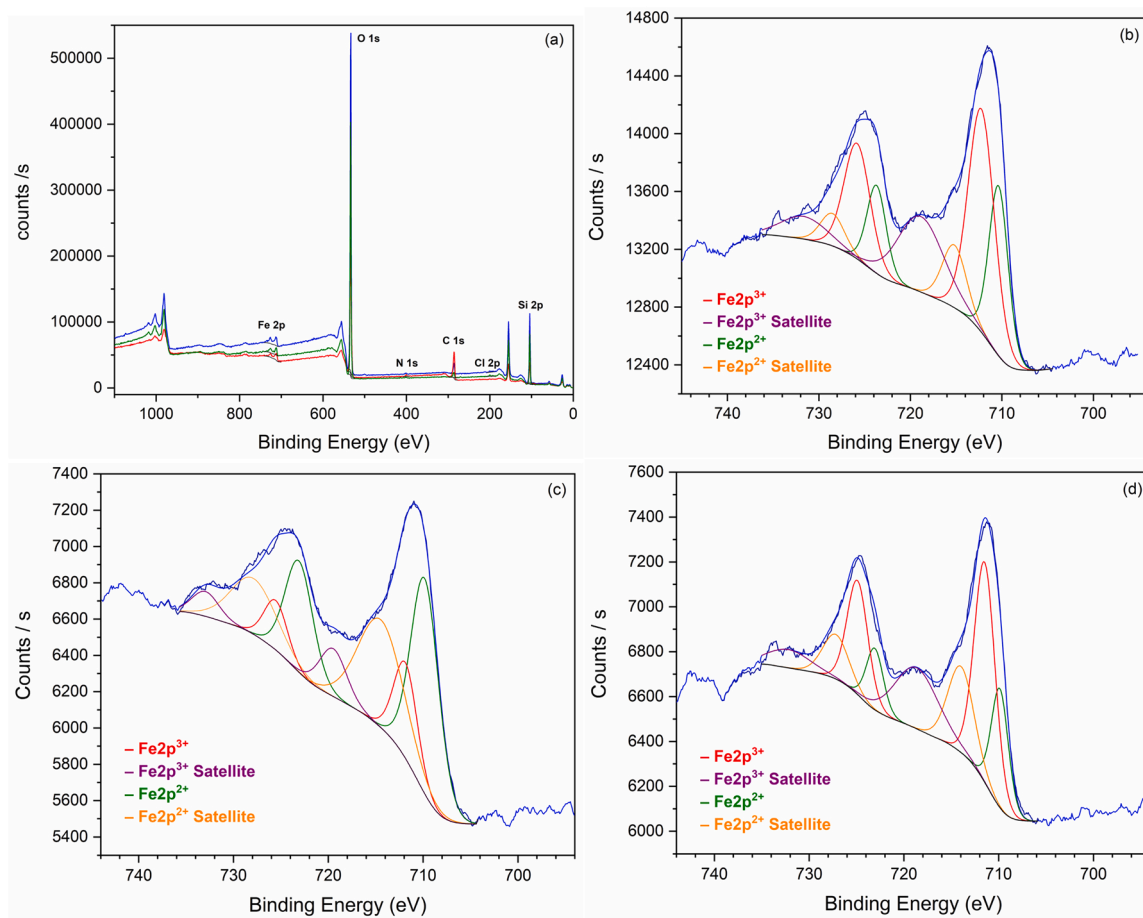 (a)
O 1s
Fe 2p
N 1s
C 1s
Cl 2p
Si 2p
500000
400000
300000
200000
100000
0
counts /s
1000
800
600
400
200
0
Binding Energy (eV)
(b)
14800
14400
14000
13600
13200
12800
12400
Counts / s
Fe2p3+
Fe2p3+ Satellite
Fe2p2+
Fe2p2+ Satellite
740
730
720
710
700
Binding Energy (eV)
(c)
7400
7200
7000
6800
6600
6400
6200
6000
5800
5600
5400
Counts / s
Fe2p3+
Fe2p3+ Satellite
Fe2p2+
Fe2p2+ Satellite
740
730
720
710
700
Binding Energy (eV)
(d)
7600
7400
7200
7000
6800
6600
6400
6200
6000
Counts / s
Fe2p3+
Fe2p3+ Satellite
Fe2p2+
Fe2p2+ Satellite
740
730
720
710
700
Binding Energy (eV)